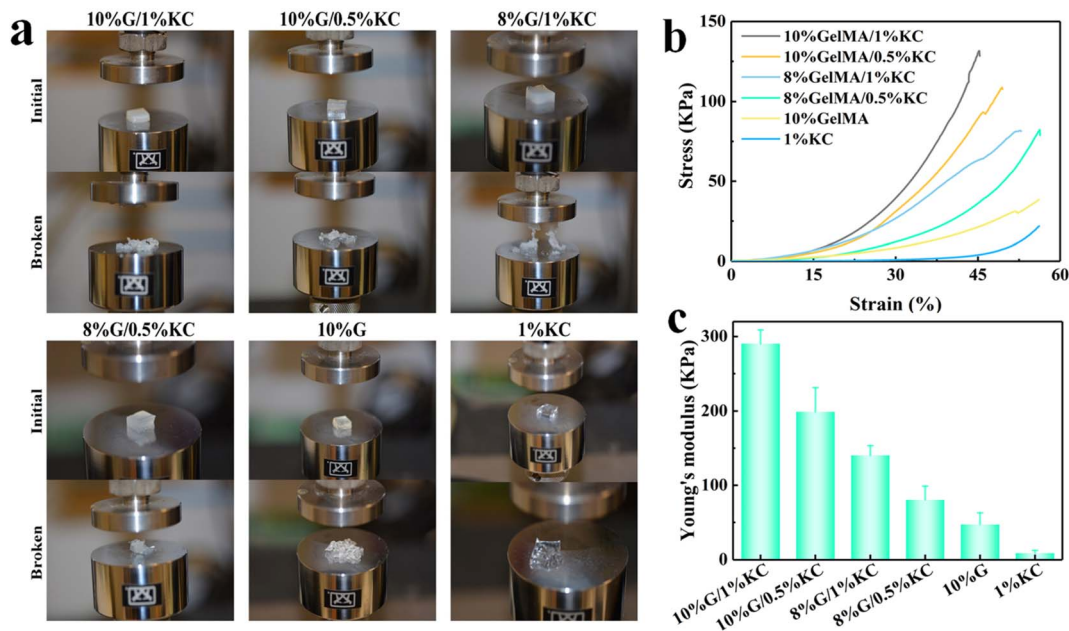 a
10%G/1%KC 10%G/0.5%KC 8%G/1%KC
Initial
Broken
8%G/0.5%KC 10%G 1%KC
Initial
Broken
b
Stress (KPa)
150
100
50
0
10%GelMA/1%KC
10%GelMA/0.5%KC
8%GelMA/1%KC
8%GelMA/0.5%KC
10%GelMA
1%KC
0 15 30 45 60
Strain (%)
c
Young's modulus (KPa)
300
200
100
0
10%G/1%KC
10%G/0.5%KC
8%G/1%KC
8%G/0.5%KC
10%G
1%KC